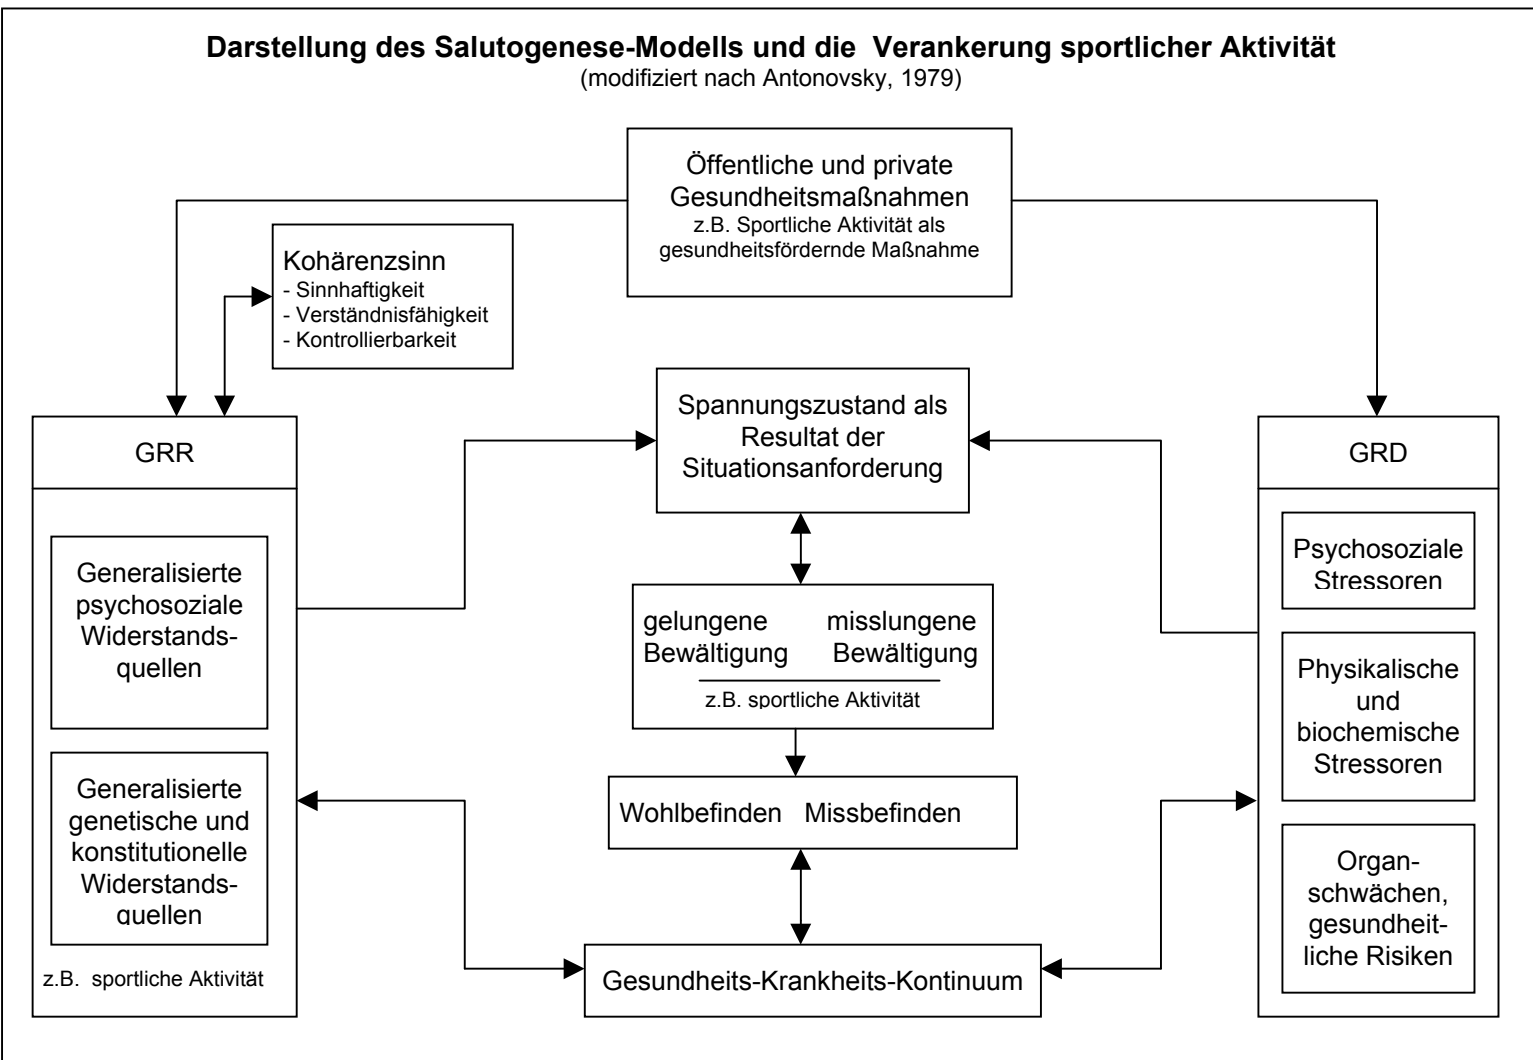 Darstellung des Salutogenese-Modells und die Verankerung sportlicher Aktivität
(modifiziert nach Antonovsky, 1979)
Öffentliche und private
Gesundheitsmaßnahmen
z.B. Sportliche Aktivität als
gesundheitsfördernde Maßnahme
Kohärenzsinn
- Sinnhaftigkeit
- Verständnisfähigkeit
- Kontrollierbarkeit
GRR
Generalisierte
psychosoziale
Widerstands-
quellen
Generalisierte
genetische und
konstitutionelle
Widerstands-
quellen
z.B. sportliche Aktivität
Spannungszustand als
Resultat der
Situationsanforderung
gelungene misslungene
Bewältigung Bewältigung
z.B. sportliche Aktivität
Wohlbefinden Missbefinden
Gesundheits-Krankheits-Kontinuum
GRD
Psychosoziale
Stressoren
Physikalische
und
biochemische
Stressoren
Organ-
schwächen,
gesundheit-
liche Risiken